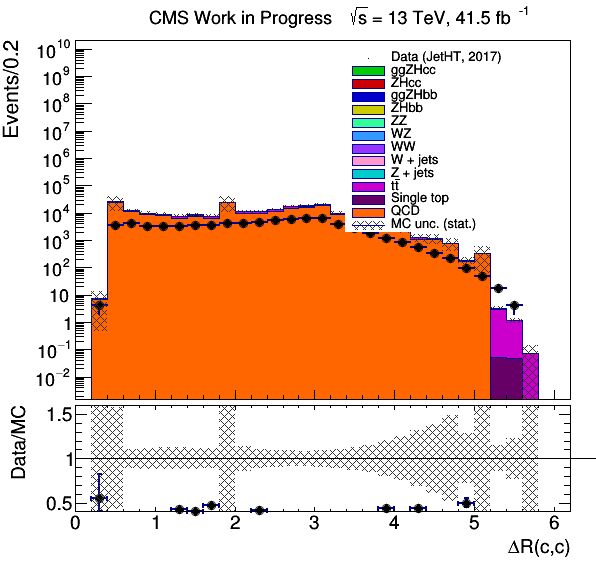 CMS Work in Progress √s = 13 TeV, 41.5 fb⁻¹
Events/0.2
10¹⁰
10⁹
10⁸
10⁷
10⁶
10⁵
10⁴
10³
10²
10
1
10⁻¹
10⁻²
Data (JetHT, 2017)
ggZHcc
ZHcc
ggZHbb
ZHbb
ZZ
WZ
WW
W + jets
Z + jets
tt̄
Single top
QCD
MC unc. (stat.)
Data/MC
1.5
1
0.5
0 1 2 3 4 5 6
ΔR(c,c)